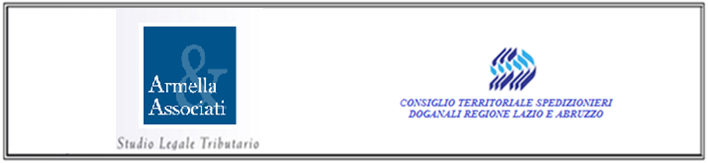 Armella
& Associati
Studio Legale Tributario
CONSIGLIO TERRITORIALE SPEDIZIONIERI
DOGANALI REGIONE LAZIO E ABRUZZO